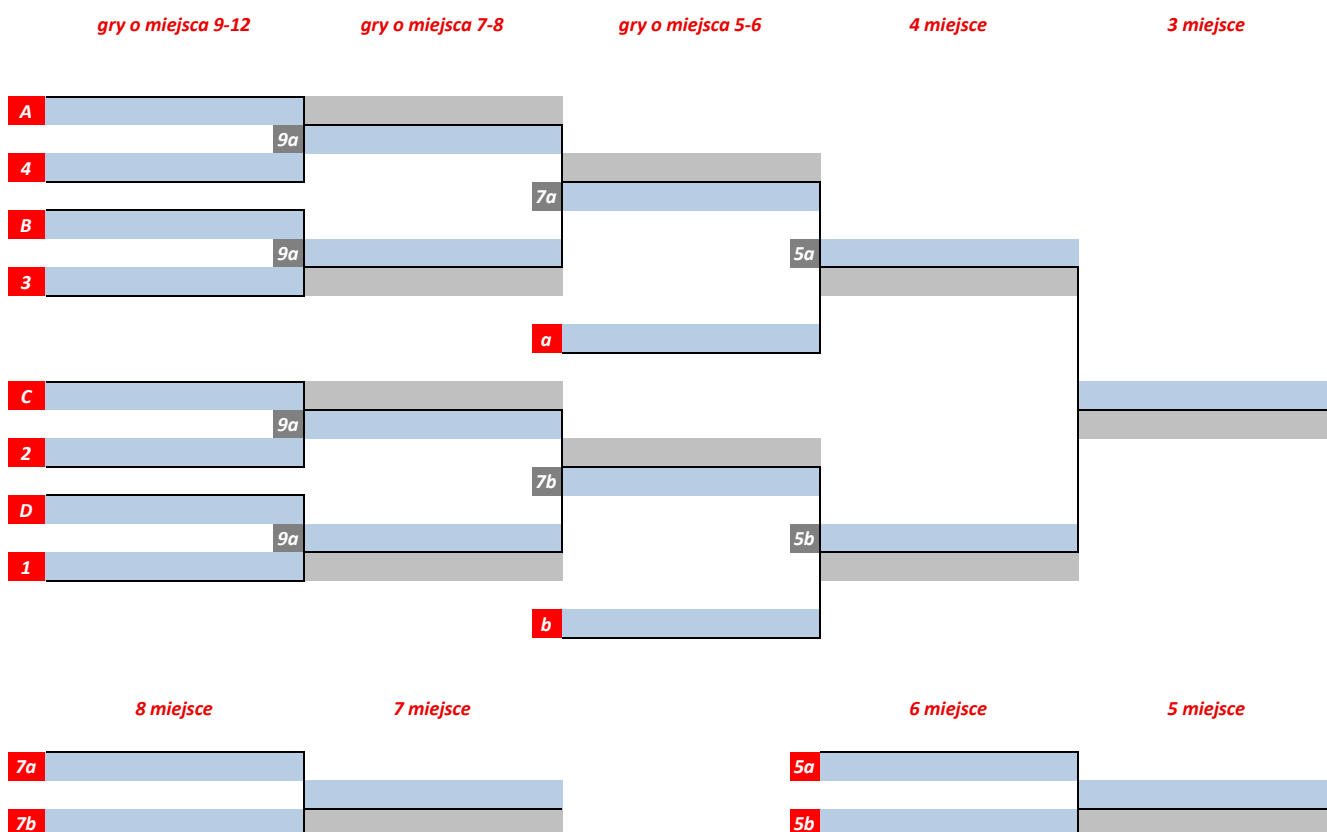 gry o miejsca 9-12 gry o miejsca 7-8 gry o miejsca 5-6 4 miejsce 3 miejsce
A
9a
4
7a
B
9a 5a
3
a
C
9a
2
7b
D
9a 5b
1
b
8 miejsce 7 miejsce 6 miejsce 5 miejsce
7a 5a
7b 5b